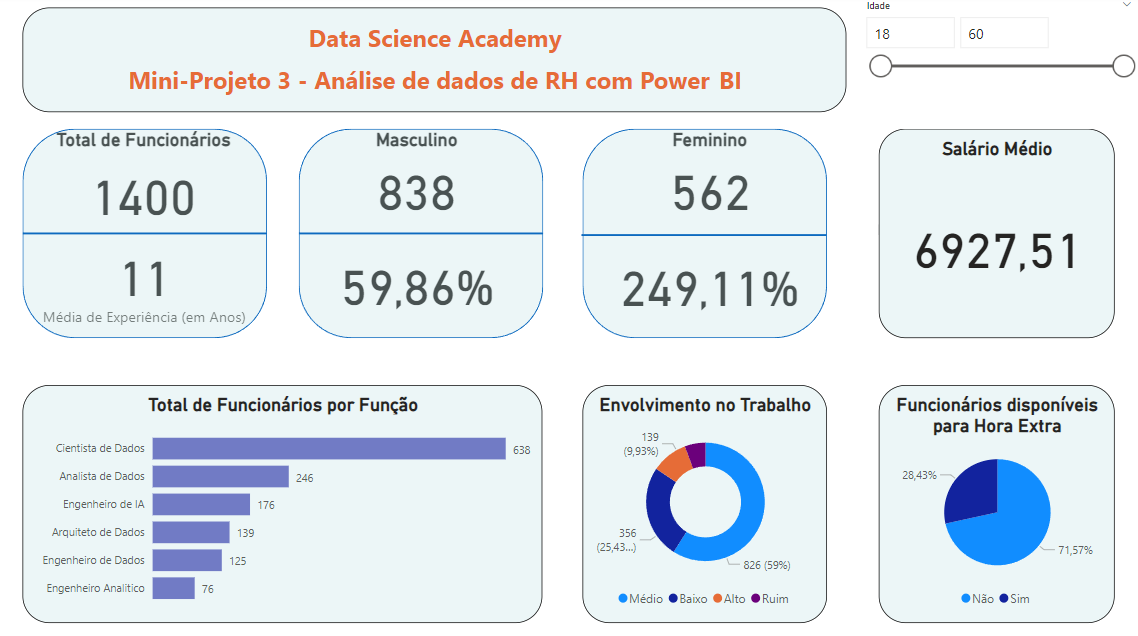 Data Science Academy
Mini-Projeto 3 - Análise de dados de RH com Power BI
Idade
18
60
Total de Funcionários
1400
11
Média de Experiência (em Anos)
Masculino
838
59,86%
Feminino
562
249,11%
Salário Médio
6927,51
Total de Funcionários por Função
Cientista de Dados
638
Analista de Dados
246
Engenheiro de IA
176
Arquiteto de Dados
139
Engenheiro de Dados
125
Engenheiro Analítico
76
Envolvimento no Trabalho
139
(9,93%)
356
(25,43...)
826 (59%)
Médio Baixo Alto Ruim
Funcionários disponíveis
para Hora Extra
28,43%
71,57%
Não Sim